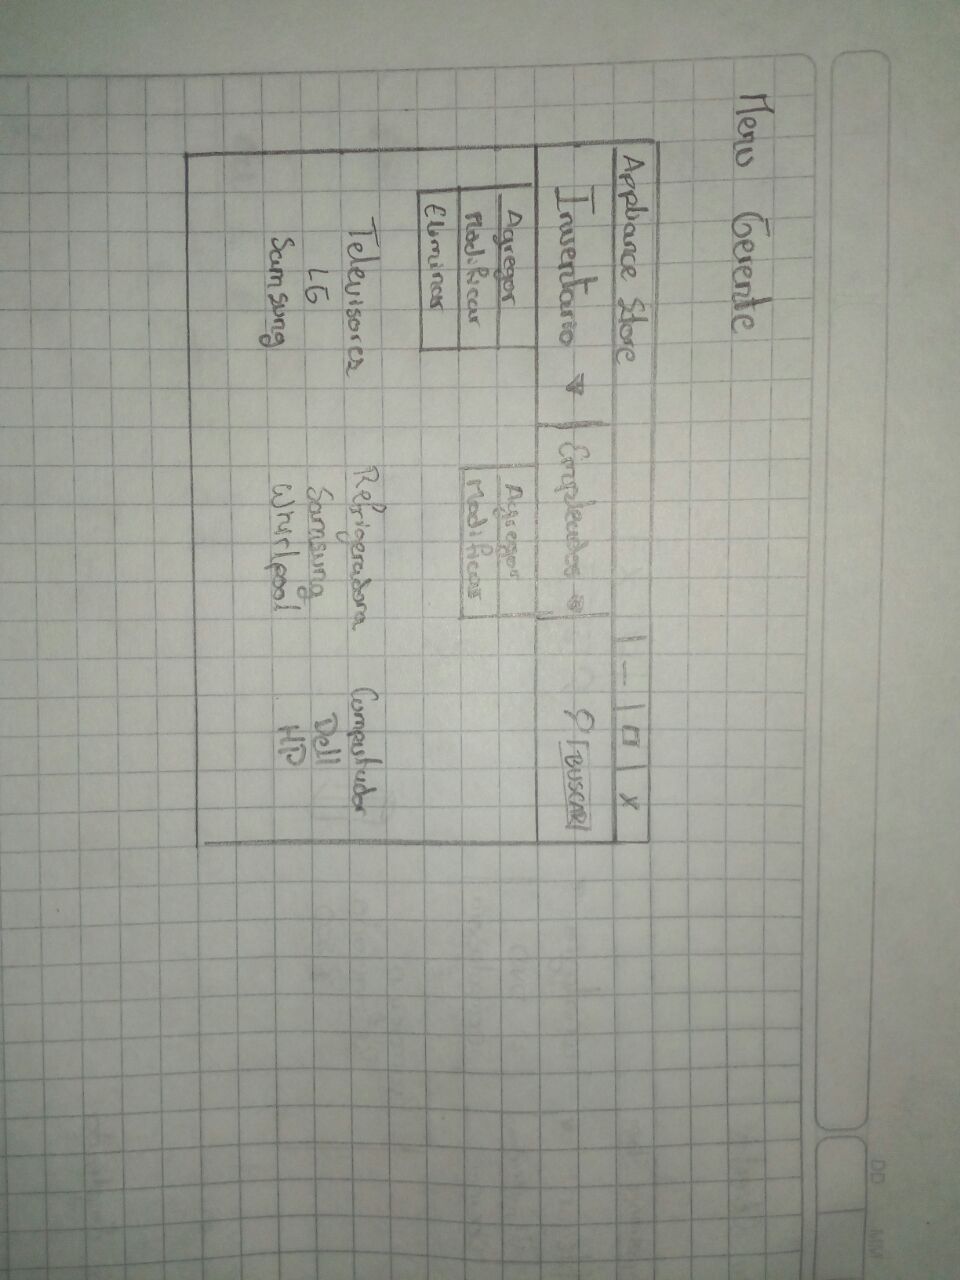 Menu Gerente
Appliance Store | — | □ | X
Inventario ▼ | Empleados ▼ | BUSCAR
Agregar
Modificar
Eliminar
Agregar
Modificar
Televisores Refrigeradora Computador
LG Samsung Dell
Samsung Whirlpool HP
DD MM